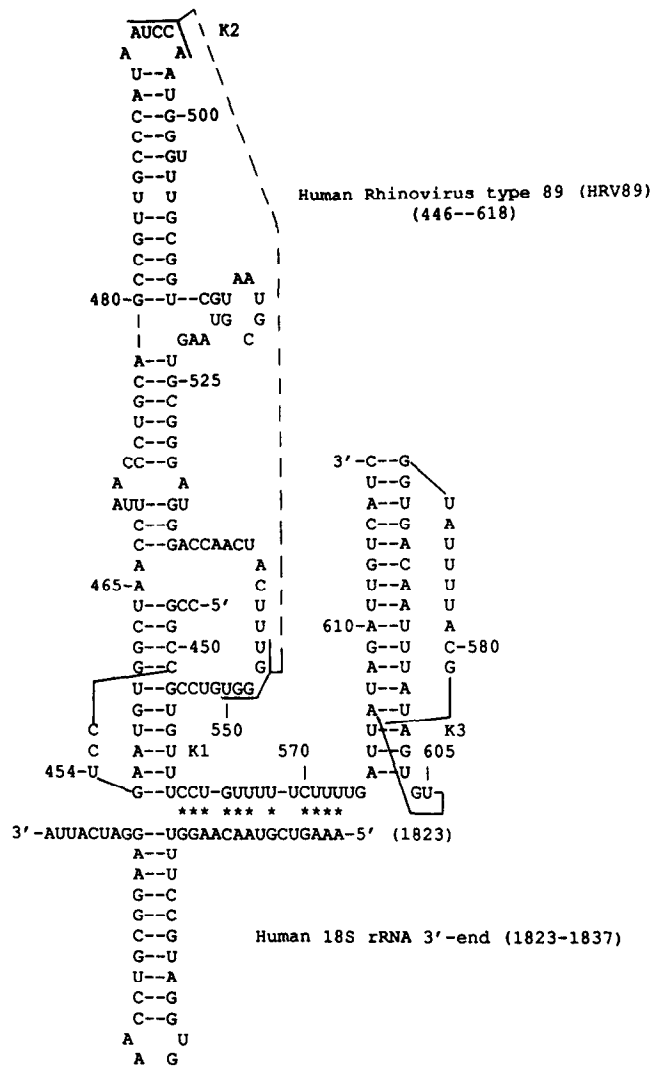 AUCC K2
A A
U--A
A--U
C--G-500
C--G
C--GU
G--U
U--U
U--G
G--C
C--G
C--G AA
480-G--U--CGU U
UG G
GAA C
A--U
C--G-525
G--C
U--G
C--G
CC G
A A
AUU--GU
C--G
C--GACCAACU
A A
465-A C
U--GCC-5' U
C--G U
G--C-450 U
G--C G
U--GCCUGUGG
G--U 550
U--G
A--U K1
A--U
G--UCCU-GUUUU-UCUUUUG
C
C
454-U
570
*** *** * ****
3'-AUUACUAGG--UGGAACAAUGCUGAAA-5' (1823)
A--U
A--U
G--C
G--C
C--G
G--U
U--A
C--G
C--G
A U
A G
Human Rhinovirus type 89 (HRV89)
(446--618)
3'-C--G
U--G U
A--U A
C--G U
U--A U
G--C U
U--A U
U--A A
610-A--U C-580
G--U G
A--U
U--A
A--U
U--A K3
U--G 605
A--U GU
Human 18S rRNA 3'-end (1823-1837)